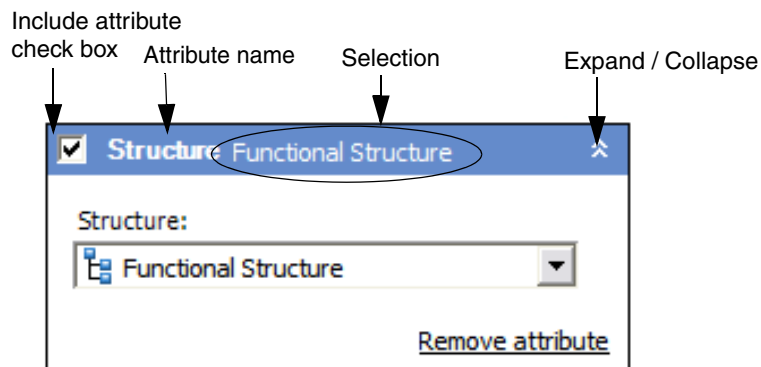 Include attribute
check box
Attribute name
Selection
Expand / Collapse
Structure Functional Structure
Structure:
Functional Structure
Remove attribute